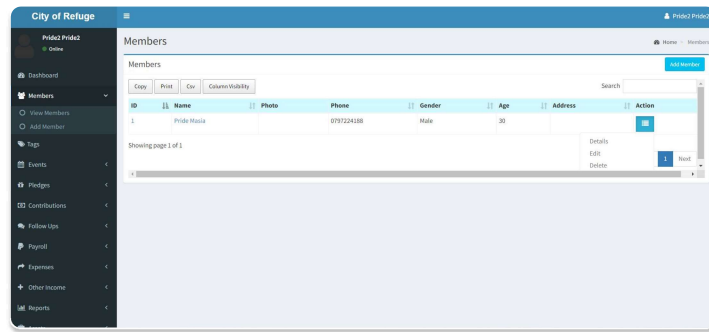 City of Refuge
Pride2 Pride2
Pride2 Pride2
Online
Dashboard
Members
View Members
Add Member
Tags
Events
Pledges
Contributions
Follow Ups
Payroll
Expenses
Other Income
Reports
Members
Home > Members
Members
Add Member
Copy Print Csv Column Visibility
Search
ID Name Photo Phone Gender Age Address Action
1 Pride Masia 0797224188 Male 30
Details
Edit
Delete
Showing page 1 of 1
1 Next